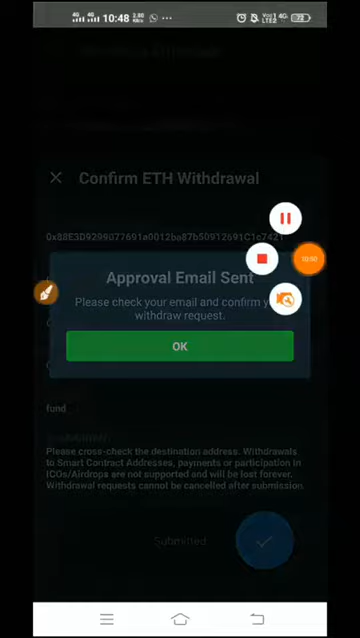 4G 4G 10:48
Confirm ETH Withdrawal
Approval Email Sent
Please check your email and confirm y
withdraw request.
OK
fund
Please cross-check the destination address. Withdrawals
to Smart Contract Addresses, payments or participation in
ICOs/Airdrops are not supported and will be lost forever.
Withdrawal requests cannot be cancelled after submission.
Submitted